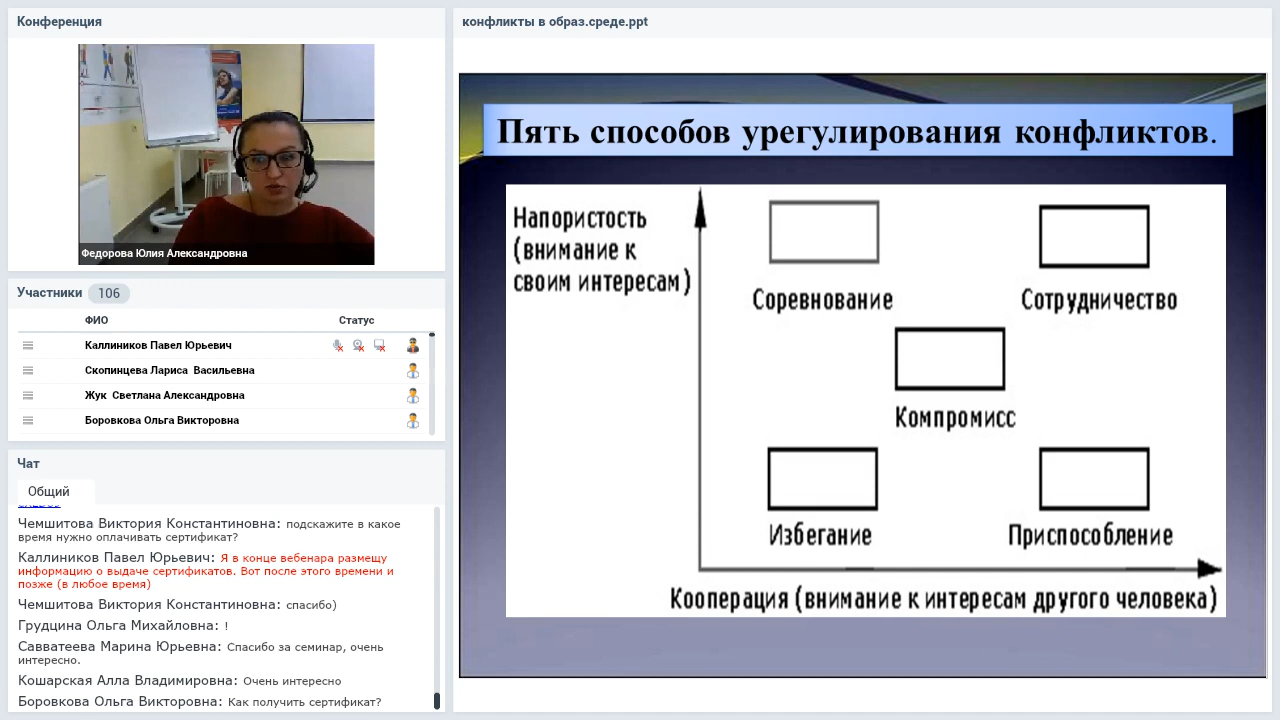 Конференция
Федорова Юлия Александровна
Участники 106
ФИО Статус
Каллиников Павел Юрьевич
Скопинцева Лариса Васильевна
Жук Светлана Александровна
Боровкова Ольга Викторовна
Чат
Общий
Чемшитова Виктория Константиновна: подскажите в какое
время нужно оплачивать сертификат?
Каллиников Павел Юрьевич: Я в конце вебенара размещу
информацию о выдаче сертификатов. Вот после этого времени и
позже (в любое время)
Чемшитова Виктория Константиновна: спасибо)
Грудцина Ольга Михайловна: !
Савватеева Марина Юрьевна: Спасибо за семинар, очень
интересно.
Кошарская Алла Владимировна: Очень интересно
Боровкова Ольга Викторовна: Как получить сертификат?
конфликты в образ.среде.ppt
Пять способов урегулирования конфликтов.
Напористость
(внимание к
своим интересам)
Соревнование
Сотрудничество
Компромисс
Избегание
Приспособление
Кооперация (внимание к интересам другого человека)